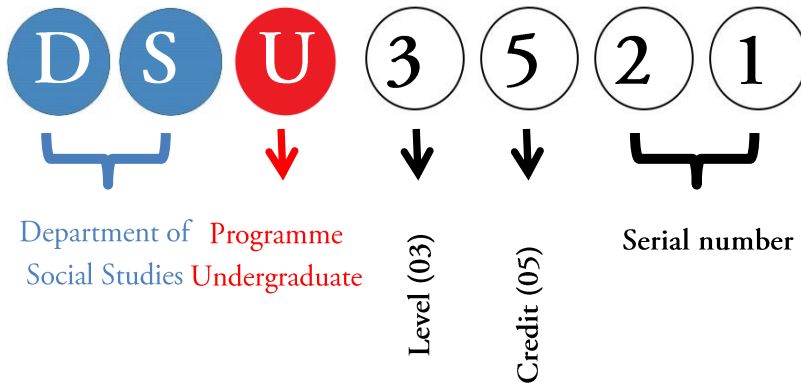 D S U 3 5 2 1
Department of
Social Studies
Programme
Undergraduate
Level (03)
Credit (05)
Serial number